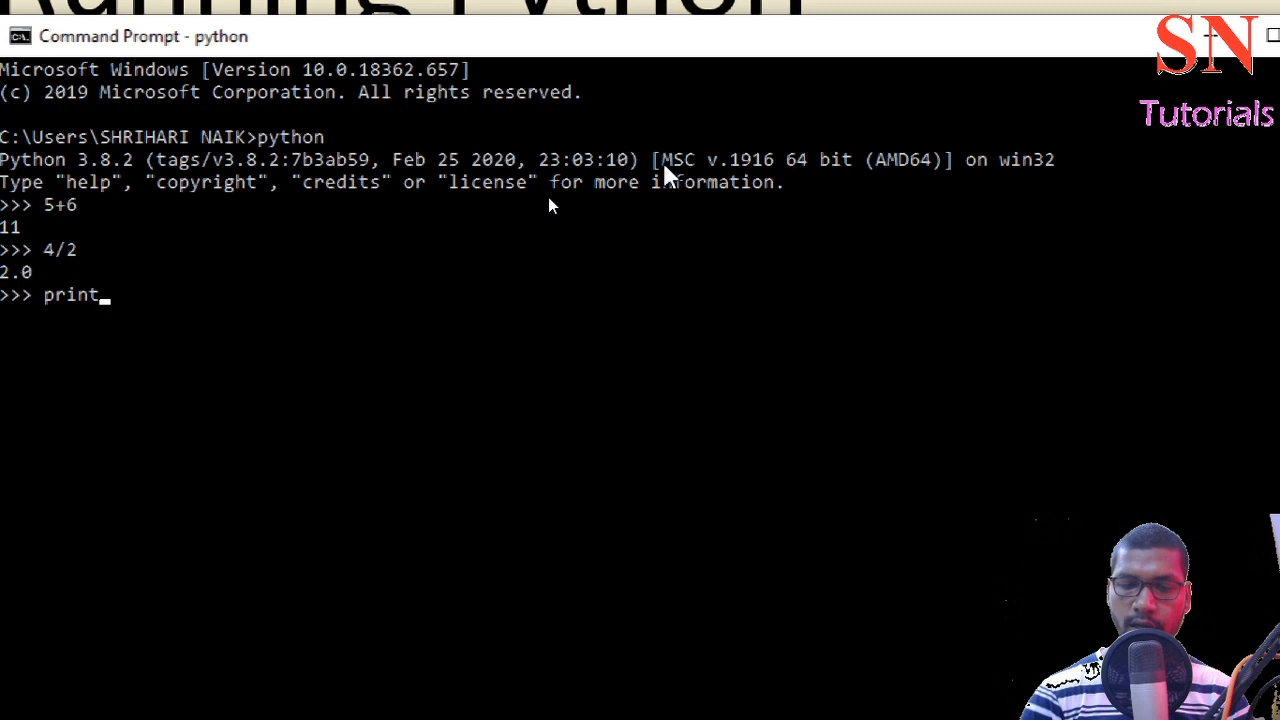 Running Python
Command Prompt - python
SN
Tutorials
Microsoft Windows [Version 10.0.18362.657]
(c) 2019 Microsoft Corporation. All rights reserved.
C:\Users\SHRIHARI NAIK>python
Python 3.8.2 (tags/v3.8.2:7b3ab59, Feb 25 2020, 23:03:10) [MSC v.1916 64 bit (AMD64)] on win32
Type "help", "copyright", "credits" or "license" for more information.
>>> 5+6
11
>>> 4/2
2.0
>>> print_